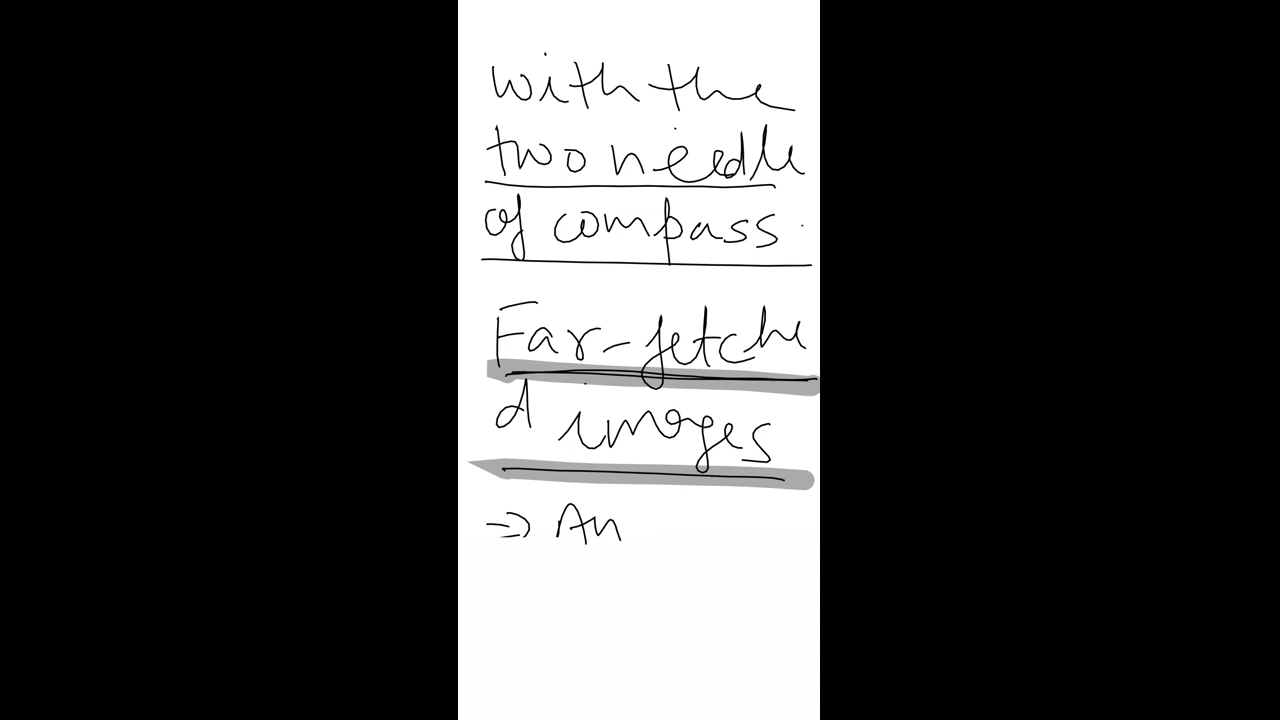 with the
two needle
of compass.
Far-fetche
d images
⇒ An